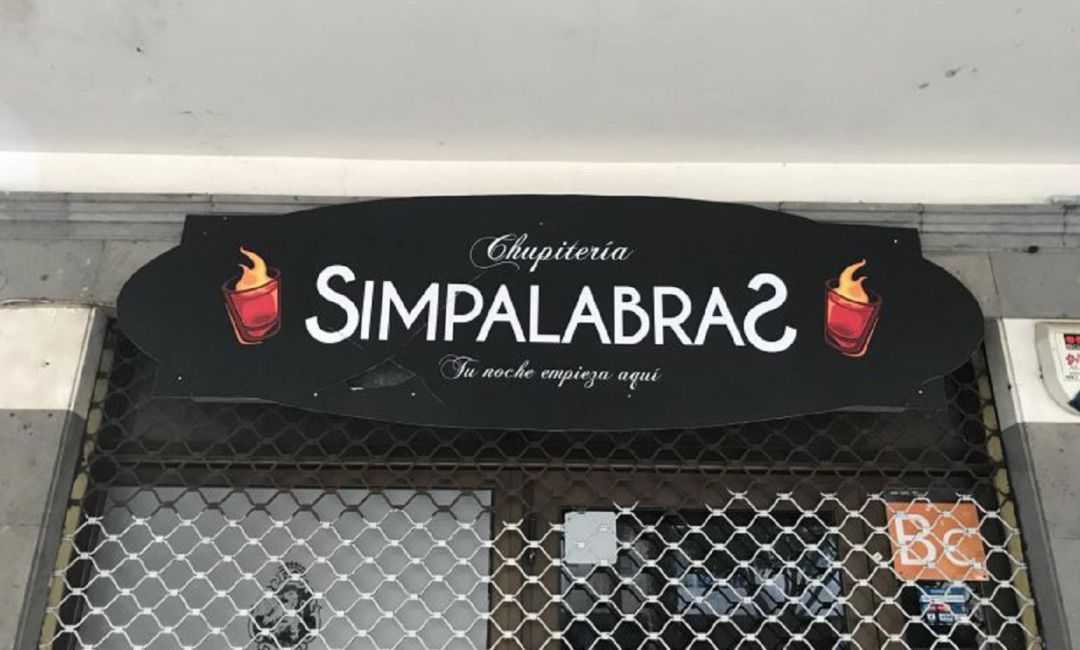 Chupitería
SIMPALABRAS
Tu noche empieza aquí
Bc